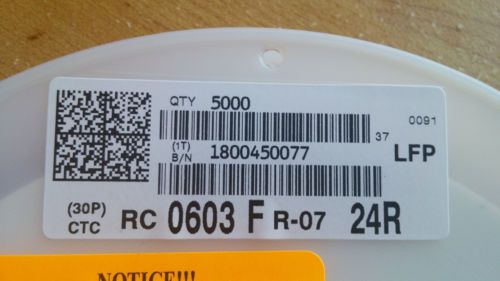 QTY 5000
0091
37
(1T)
B/N 1800450077
LFP
(30P)
CTC RC 0603 F R-07 24R
NOTICE!!!